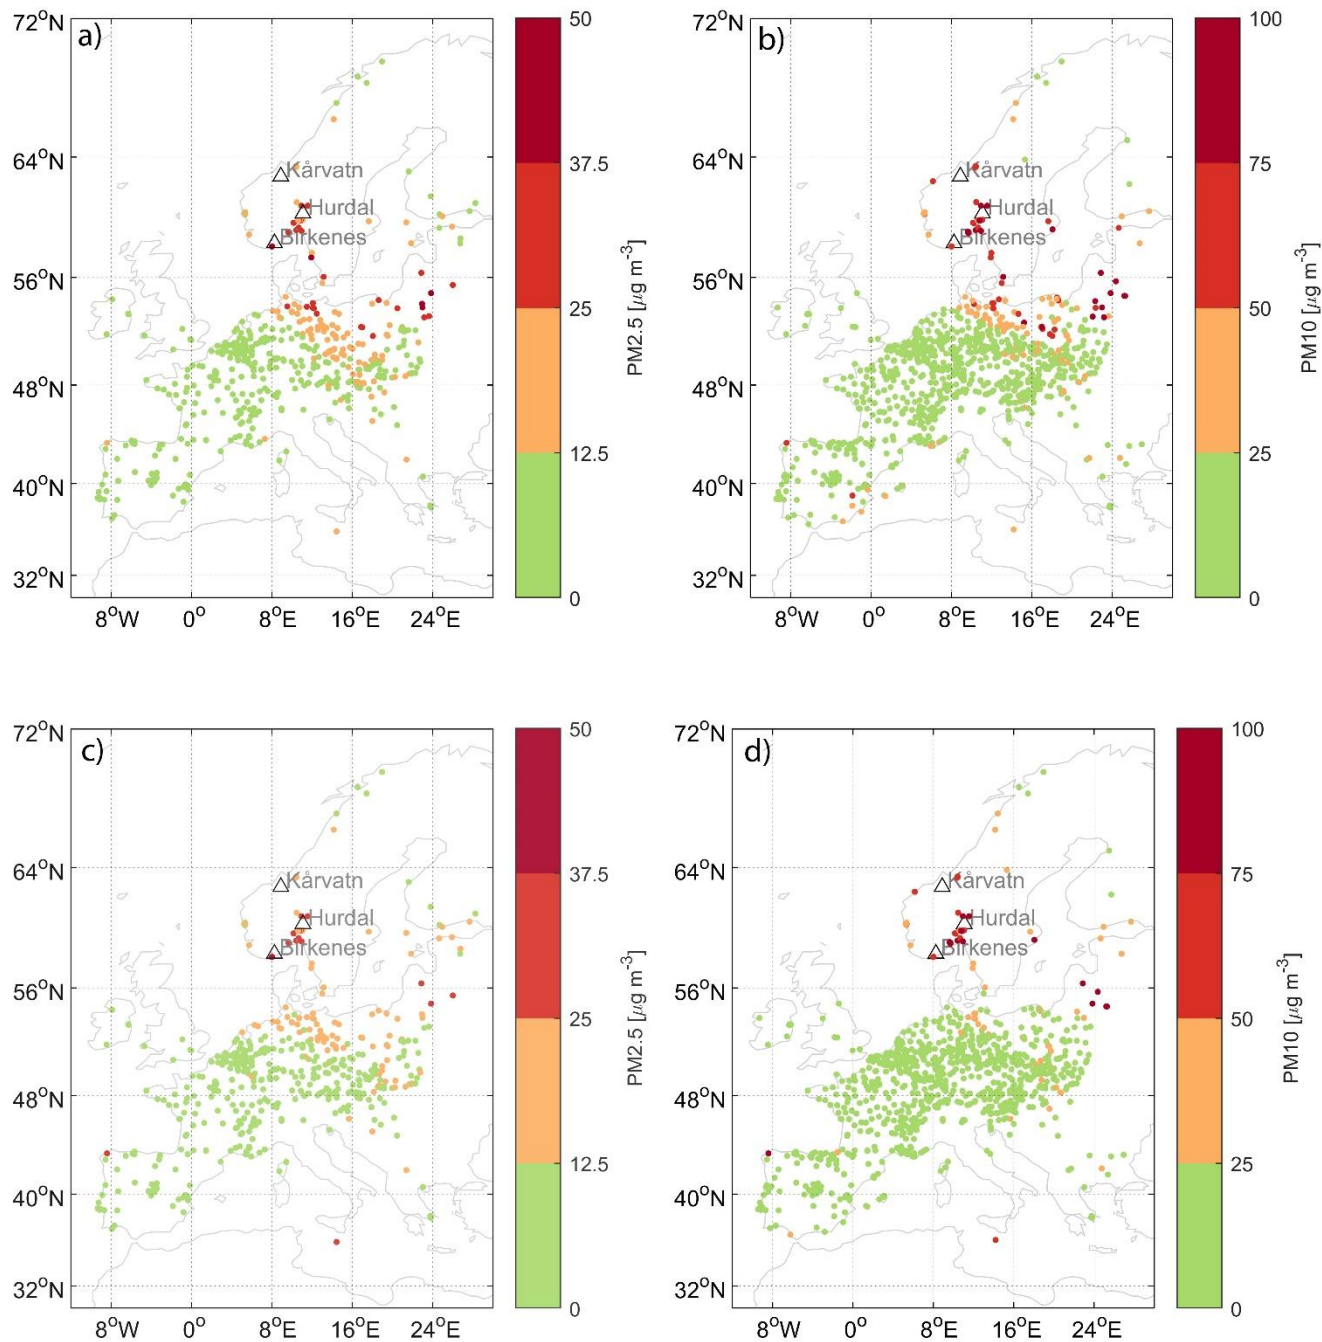 a)
72°N
64°N
56°N
48°N
40°N
32°N
8°W
0°
8°E
16°E
24°E
Kårvatn
Hurdal
Birkenes
50
37.5
25
12.5
0
PM2.5 [µg m⁻³]
b)
72°N
64°N
56°N
48°N
40°N
32°N
8°W
0°
8°E
16°E
24°E
Kårvatn
Hurdal
Birkenes
100
75
50
25
0
PM10 [µg m⁻³]
c)
72°N
64°N
56°N
48°N
40°N
32°N
8°W
0°
8°E
16°E
24°E
Kårvatn
Hurdal
Birkenes
50
37.5
25
12.5
0
PM2.5 [µg m⁻³]
d)
72°N
64°N
56°N
48°N
40°N
32°N
8°W
0°
8°E
16°E
24°E
Kårvatn
Hurdal
Birkenes
100
75
50
25
0
PM10 [µg m⁻³]